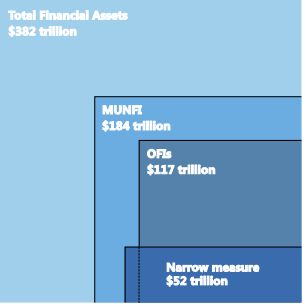 Total Financial Assets
$382 trillion
MUNFI
$184 trillion
OFIs
$117 trillion
Narrow measure
$52 trillion